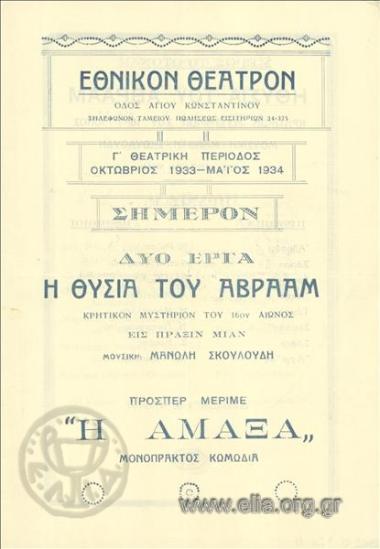 ΕΘΝΙΚΟΝ ΘΕΑΤΡΟΝ
ΟΔΟΣ ΑΓΙΟΥ ΚΩΝΣΤΑΝΤΙΝΟΥ
ΤΗΛΕΦΩΝΟΝ ΤΑΜΕΙΟΥ ΠΩΛΗΣΕΩΣ ΕΙΣΙΤΗΡΙΩΝ 24-375
Γ΄ ΘΕΑΤΡΙΚΗ ΠΕΡΙΟΔΟΣ
ΟΚΤΩΒΡΙΟΣ 1933—ΜΑΪΟΣ 1934
ΣΗΜΕΡΟΝ
ΔΥΟ ΕΡΓΑ
Η ΘΥΣΙΑ ΤΟΥ ΑΒΡΑΑΜ
ΚΡΗΤΙΚΟΝ ΜΥΣΤΗΡΙΟΝ ΤΟΥ 16ου ΑΙΩΝΟΣ
ΕΙΣ ΠΡΑΞΙΝ ΜΙΑΝ
ΜΟΥΣΙΚΗ: ΜΑΝΩΛΗ ΣΚΟΥΛΟΥΔΗ
ΠΡΟΣΠΕΡ ΜΕΡΙΜΕ
"Η ΑΜΑΞΑ„
ΜΟΝΟΠΡΑΚΤΟΣ ΚΩΜΩΔΙΑ
www.elia.org.gr